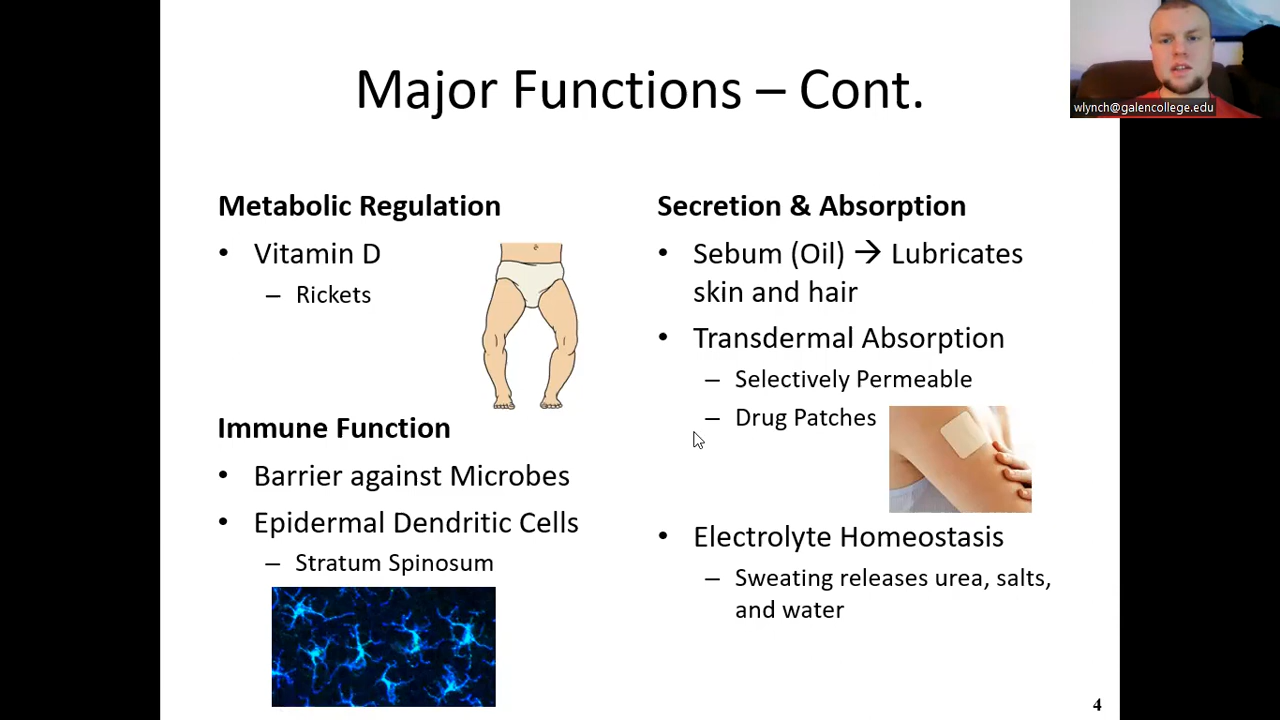 Major Functions – Cont.
wlynch@galencollege.edu
Metabolic Regulation
• Vitamin D
– Rickets
Immune Function
• Barrier against Microbes
• Epidermal Dendritic Cells
– Stratum Spinosum
Secretion & Absorption
• Sebum (Oil) → Lubricates
skin and hair
• Transdermal Absorption
– Selectively Permeable
– Drug Patches
• Electrolyte Homeostasis
– Sweating releases urea, salts,
and water
4